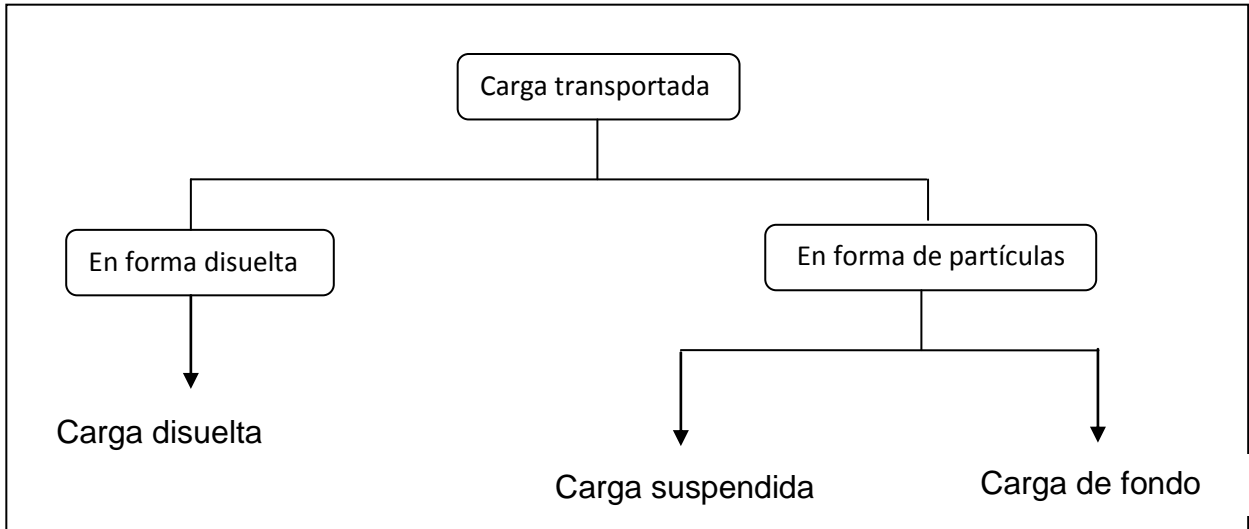 Carga transportada
En forma disuelta
En forma de partículas
Carga disuelta
Carga suspendida
Carga de fondo